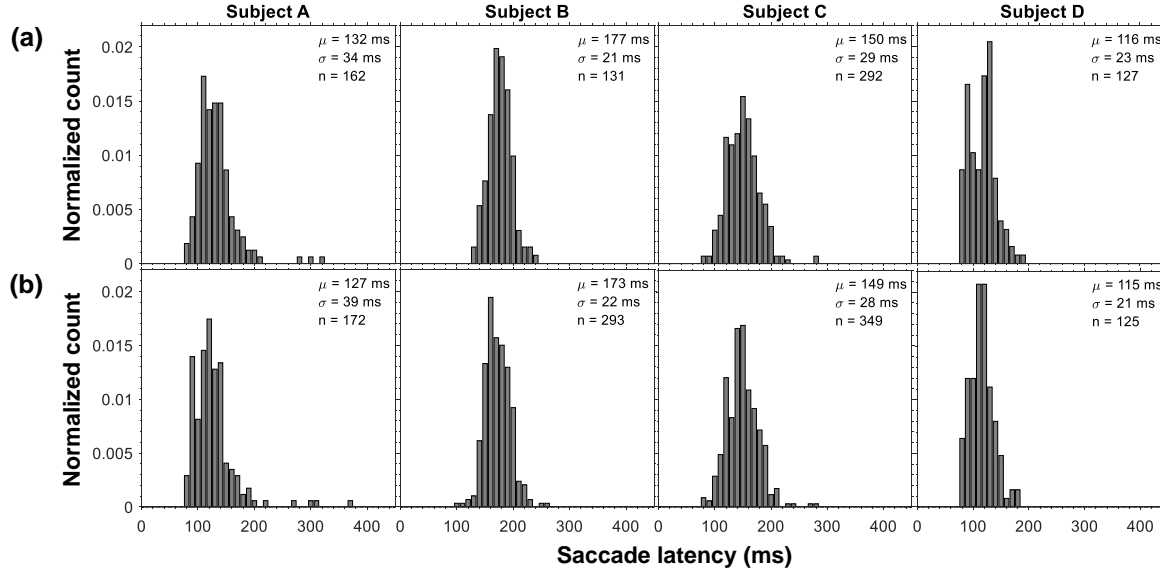 Subject A Subject B Subject C Subject D
(a)
Normalized count
0.02
0.015
0.01
0.005
0
μ = 132 ms
σ = 34 ms
n = 162
μ = 177 ms
σ = 21 ms
n = 131
μ = 150 ms
σ = 29 ms
n = 292
μ = 116 ms
σ = 23 ms
n = 127
(b)
Normalized count
0.02
0.015
0.01
0.005
0
μ = 127 ms
σ = 39 ms
n = 172
μ = 173 ms
σ = 22 ms
n = 293
μ = 149 ms
σ = 28 ms
n = 349
μ = 115 ms
σ = 21 ms
n = 125
0 100 200 300 400 0 100 200 300 400 0 100 200 300 400 0 100 200 300 400
Saccade latency (ms)